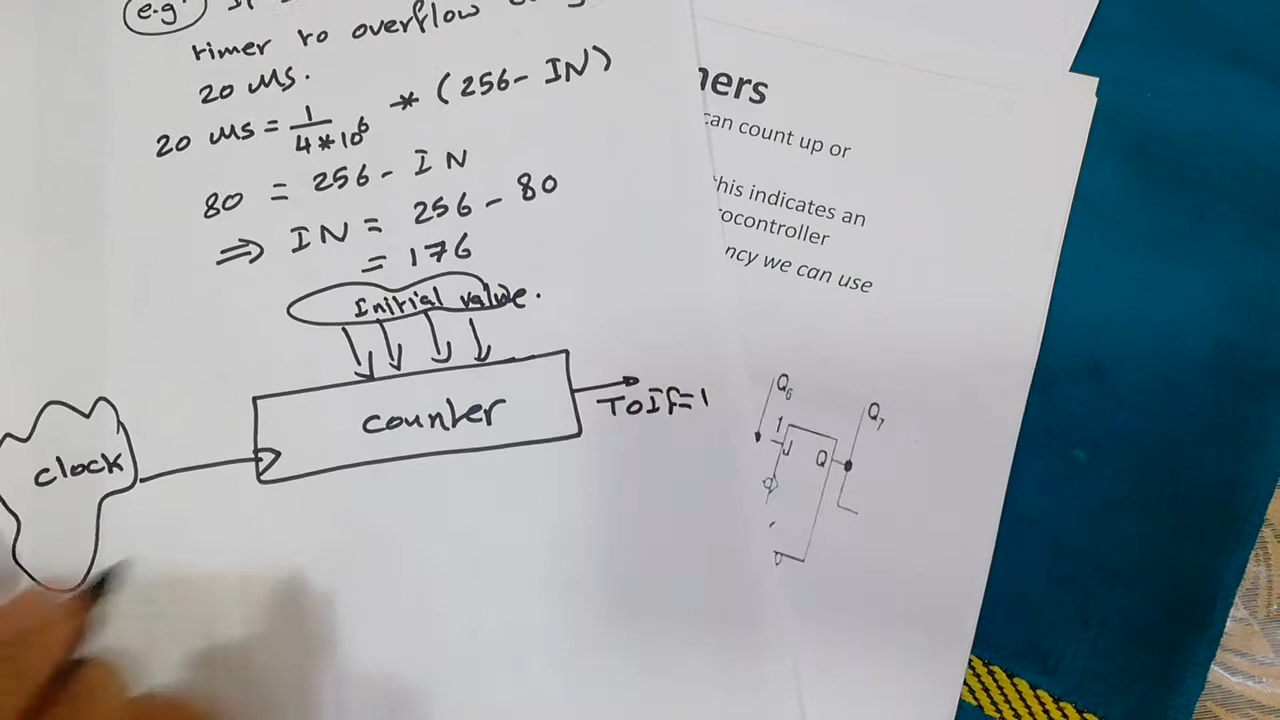 e.g.
timer to overflow
20 Ms.
20 Ms = 1/4*10^6 * (256 - IN)
80 = 256 - IN
⇒ IN = 256 - 80
= 176
Initial value.
counter
TOIf=1
clock
ners
can count up or
this indicates an
rocontroller
ncy we can use
Q6
Q7
1
J
Q